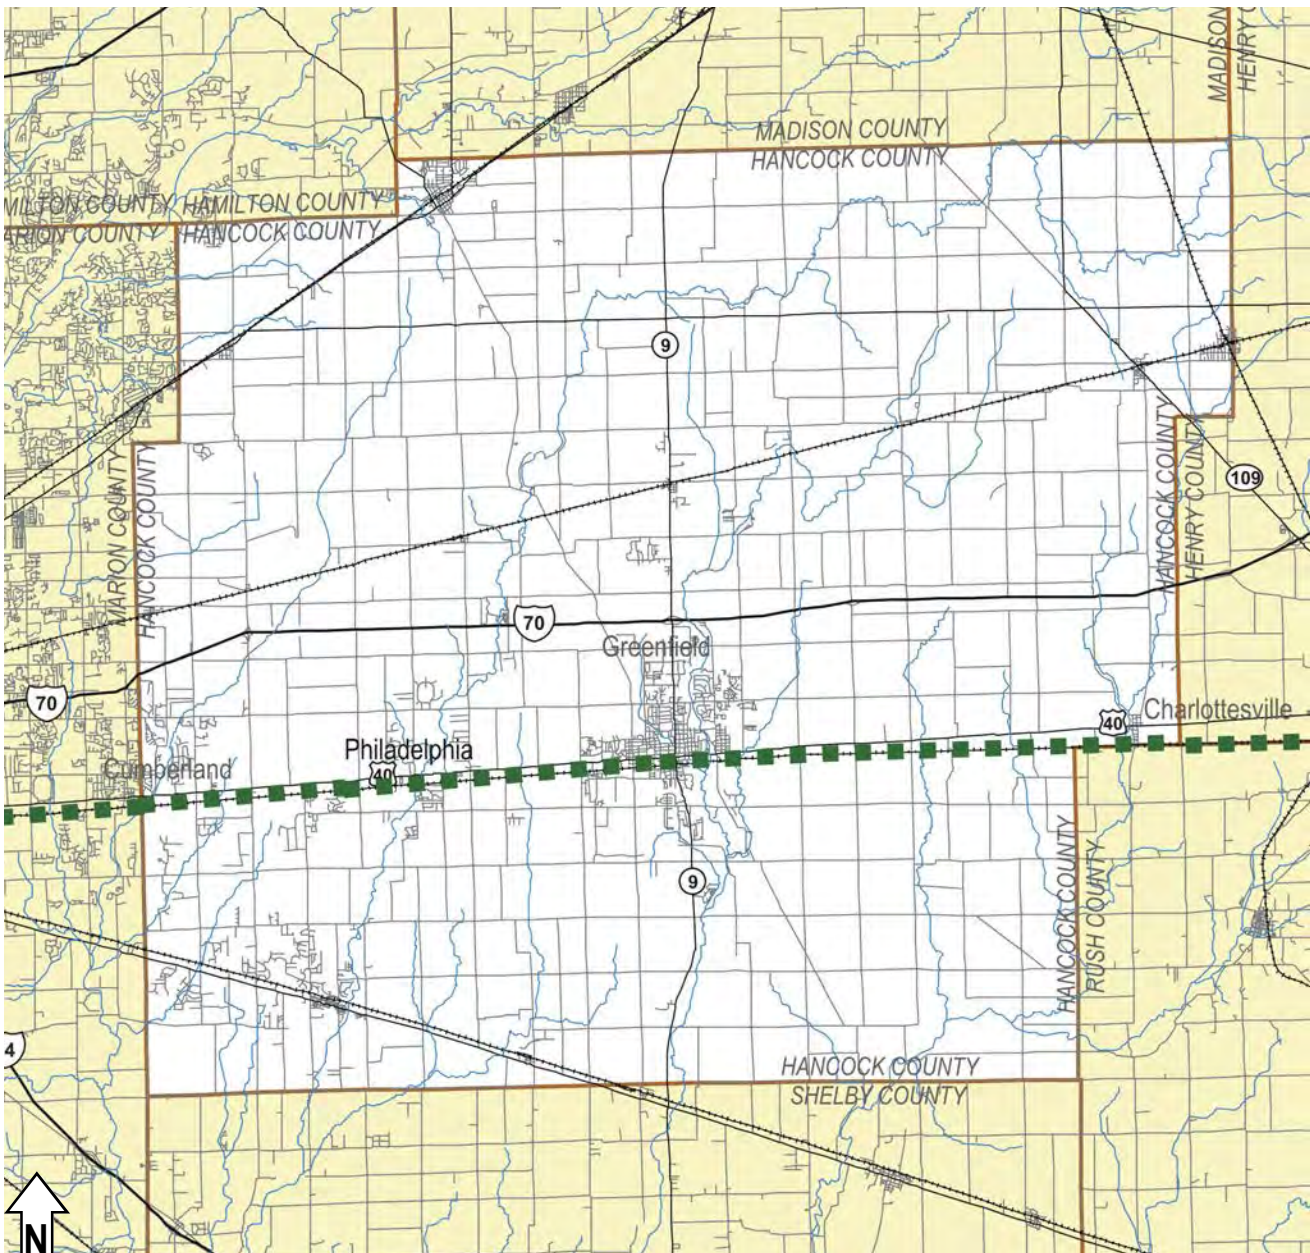 MADISON
HENRY C
MADISON COUNTY
HANCOCK COUNTY
MILTON COUNTY
HAMILTON COUNTY
ARION COUNTY
HANCOCK COUNTY
9
MARION COUNTY
HANCOCK COUNTY
HANCOCK COUNTY
HENRY COUNTY
109
70
Greenfield
70
40
Charlottesville
Philadelphia
40
Cumberland
9
HANCOCK COUNTY
RUSH COUNTY
4
HANCOCK COUNTY
SHELBY COUNTY
N